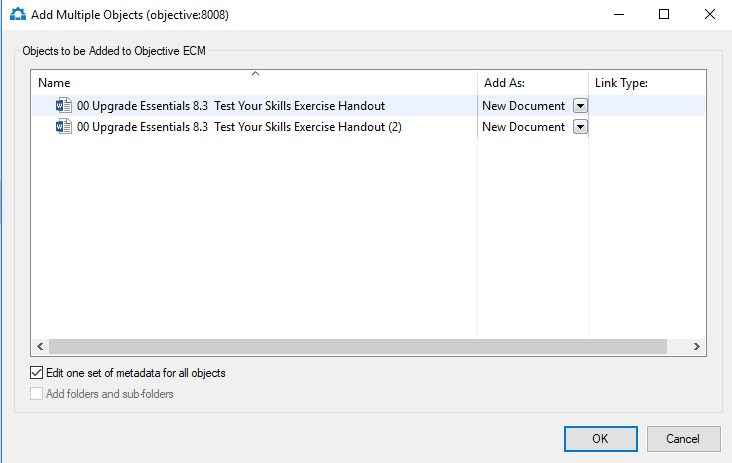 Add Multiple Objects (objective:8008)
Objects to be Added to Objective ECM
Name Add As: Link Type:
00 Upgrade Essentials 8.3  Test Your Skills Exercise Handout New Document
00 Upgrade Essentials 8.3  Test Your Skills Exercise Handout (2) New Document
Edit one set of metadata for all objects
Add folders and sub-folders
OK Cancel